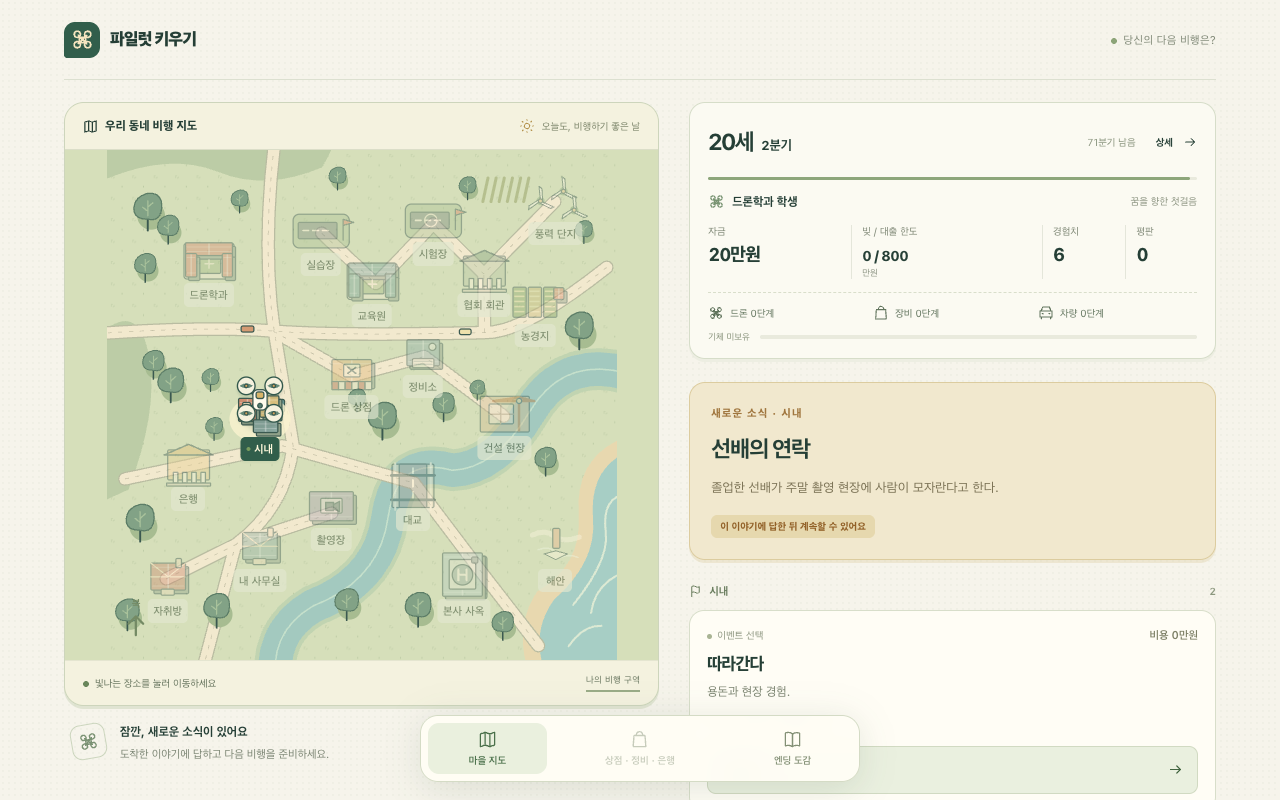 파일럿 키우기
당신의 다음 비행은?
우리 동네 비행 지도
오늘도, 비행하기 좋은 날
풍력 단지
시험장
실습장
드론학과
협회 회관
교육원
농경지
정비소
드론 상점
시내
건설 현장
은행
대교
촬영장
내 사무실
해안
자취방
본사 사옥
빛나는 장소를 눌러 이동하세요
나의 비행 구역
잠깐, 새로운 소식이 있어요
도착한 이야기에 답하고 다음 비행을 준비하세요.
20세 2분기
71분기 남음
상세
드론학과 학생
꿈을 향한 첫걸음
자금
빚 / 대출 한도
경험치
평판
20만원
0 / 800
만원
6
0
드론 0단계
장비 0단계
차량 0단계
기체 미보유
새로운 소식 · 시내
선배의 연락
졸업한 선배가 주말 촬영 현장에 사람이 모자란다고 한다.
이 이야기에 답한 뒤 계속할 수 있어요
시내
2
이벤트 선택
비용 0만원
따라간다
용돈과 현장 경험.
마을 지도
상점 · 정비 · 은행
엔딩 도감